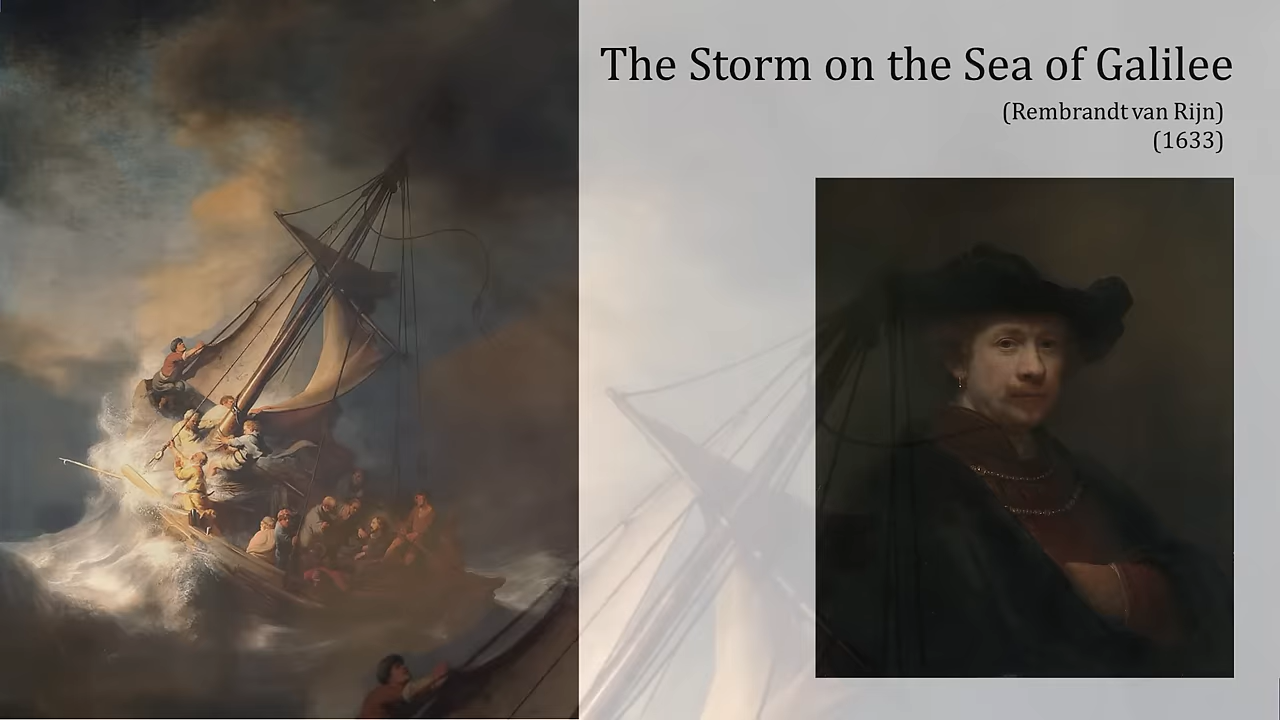 The Storm on the Sea of Galilee
(Rembrandt van Rijn)
(1633)